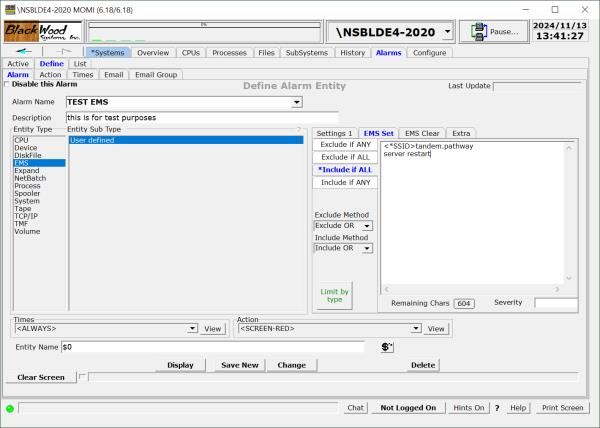 \NSBLDE4-2020 MOMI (6.18/6.18)
BlackWood Systems, Inc.
0%
\NSBLDE4-2020
Pause...
2024/11/13
13:41:27
*Systems Overview CPUs Processes Files SubSystems History Alarms Configure
Active Define List
Alarm Action Times Email Email Group
Disable this Alarm
Define Alarm Entity
Last Update
Alarm Name TEST EMS
Description this is for test purposes
Entity Type Entity Sub Type ?
CPU
Device
DiskFile
EMS
Expand
NetBatch
Process
Spooler
System
Tape
TCP/IP
TMF
Volume
User defined
Settings 1 EMS Set EMS Clear Extra
Exclude if ANY
Exclude if ALL
*Include if ALL
Include if ANY
Exclude Method
Exclude OR
Include Method
Include OR
Limit by
type
<*SSID>tandem.pathway
server restart
Remaining Chars 604 Severity
Times
<ALWAYS> View
Action
<SCREEN-RED> View
Entity Name $0
Display Save New Change Delete
Clear Screen
Chat Not Logged On Hints On ? Help Print Screen